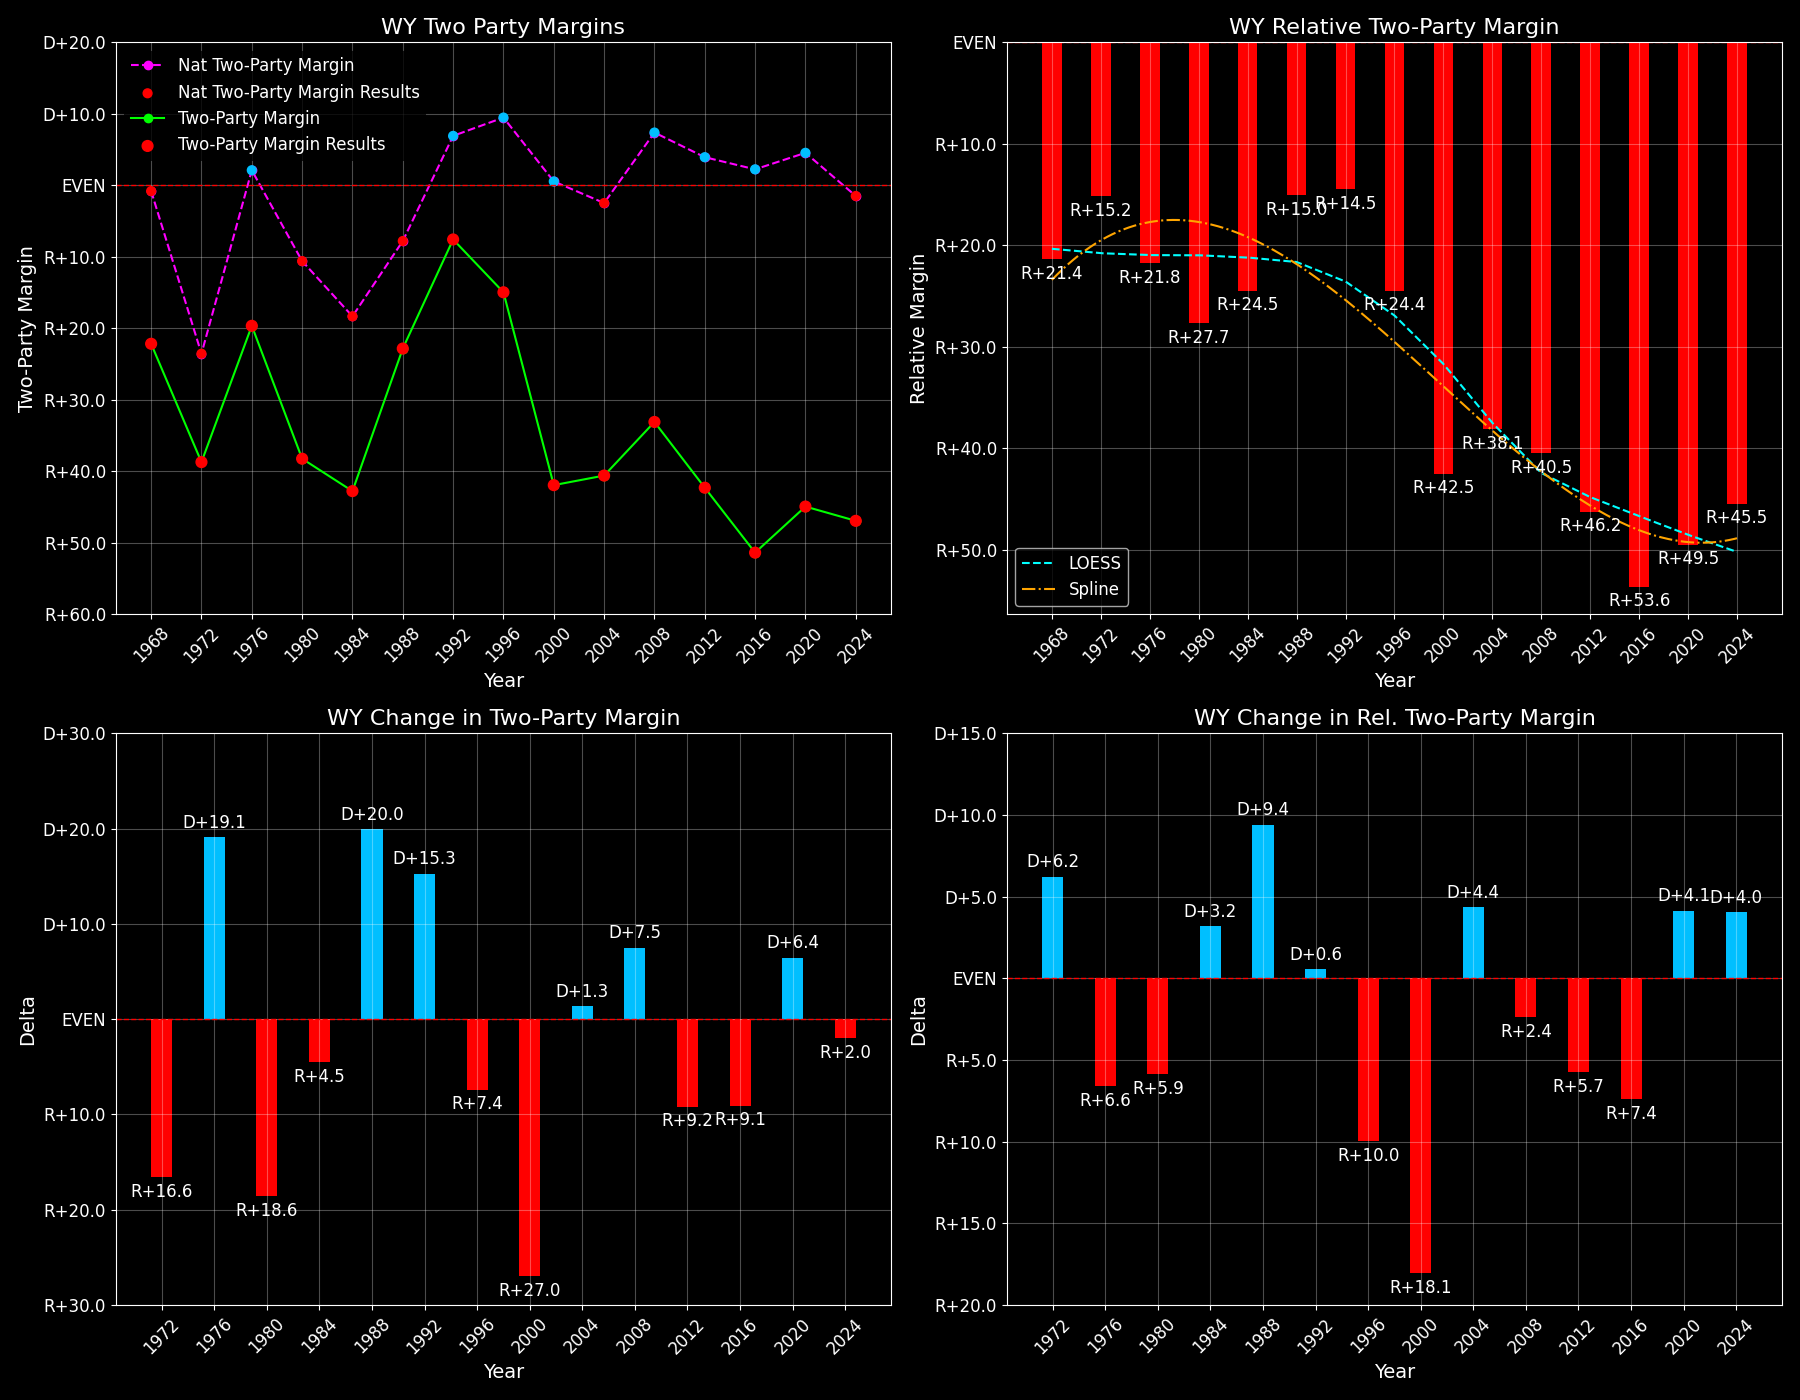 WY Two Party Margins
D+20.0
D+10.0
EVEN
R+10.0
R+20.0
R+30.0
R+40.0
R+50.0
R+60.0
Two-Party Margin
Nat Two-Party Margin
Nat Two-Party Margin Results
Two-Party Margin
Two-Party Margin Results
1968
1972
1976
1980
1984
1988
1992
1996
2000
2004
2008
2012
2016
2020
2024
Year
WY Relative Two-Party Margin
EVEN
R+10.0
R+20.0
R+30.0
R+40.0
R+50.0
Relative Margin
R+21.4
R+15.2
R+21.8
R+27.7
R+24.5
R+15.0
R+14.5
R+24.4
R+42.5
R+38.1
R+40.5
R+46.2
R+53.6
R+49.5
R+45.5
LOESS
Spline
1968
1972
1976
1980
1984
1988
1992
1996
2000
2004
2008
2012
2016
2020
2024
Year
WY Change in Two-Party Margin
D+30.0
D+20.0
D+10.0
EVEN
R+10.0
R+20.0
R+30.0
Delta
R+16.6
D+19.1
R+18.6
R+4.5
D+20.0
D+15.3
R+7.4
R+27.0
D+1.3
D+7.5
R+9.2
R+9.1
D+6.4
R+2.0
1972
1976
1980
1984
1988
1992
1996
2000
2004
2008
2012
2016
2020
2024
Year
WY Change in Rel. Two-Party Margin
D+15.0
D+10.0
D+5.0
EVEN
R+5.0
R+10.0
R+15.0
R+20.0
Delta
D+6.2
R+6.6
R+5.9
D+3.2
D+9.4
D+0.6
R+10.0
R+18.1
D+4.4
R+2.4
R+5.7
R+7.4
D+4.1
D+4.0
1972
1976
1980
1984
1988
1992
1996
2000
2004
2008
2012
2016
2020
2024
Year